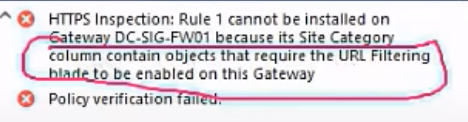 HTTPS Inspection: Rule 1 cannot be installed on
Gateway DC-SIG-FW01 because its Site Category
column contain objects that require the URL Filtering
blade to be enabled on this Gateway
Policy verification failed.